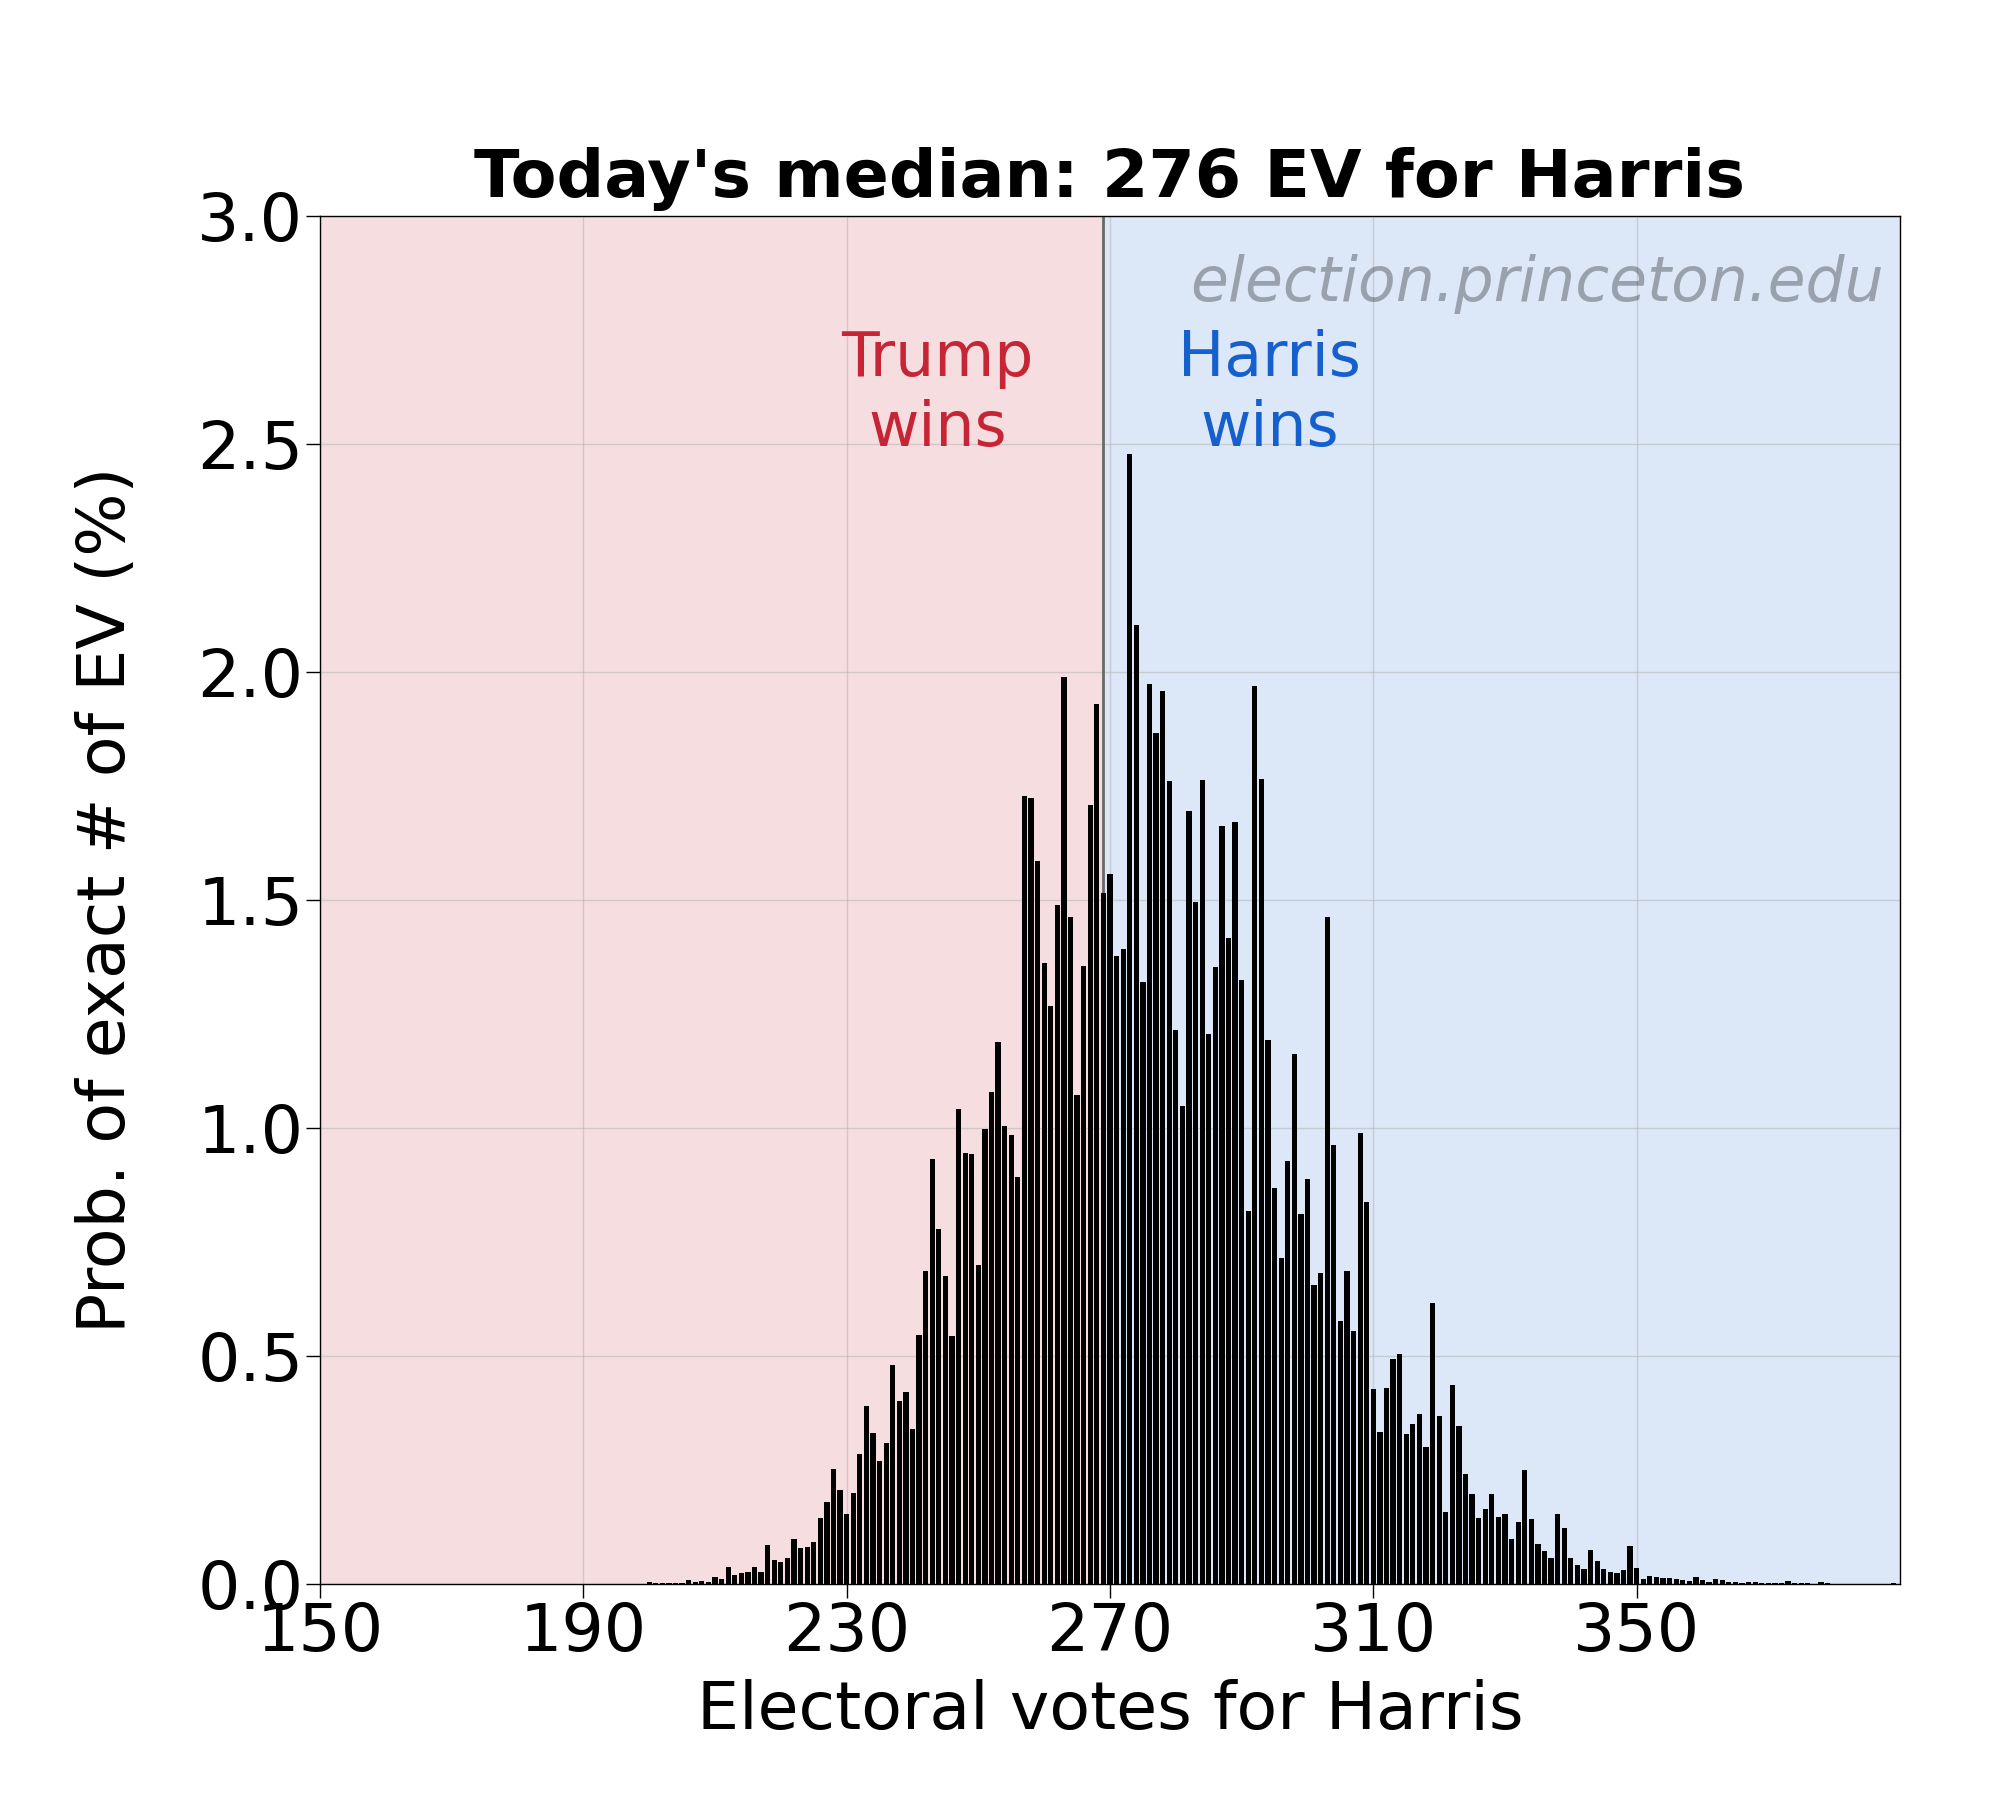 Today's median: 276 EV for Harris
3.0
election.princeton.edu
Trump
wins
Harris
wins
2.5
2.0
1.5
1.0
0.5
0.0
Prob. of exact # of EV (%)
150
190
230
270
310
350
Electoral votes for Harris